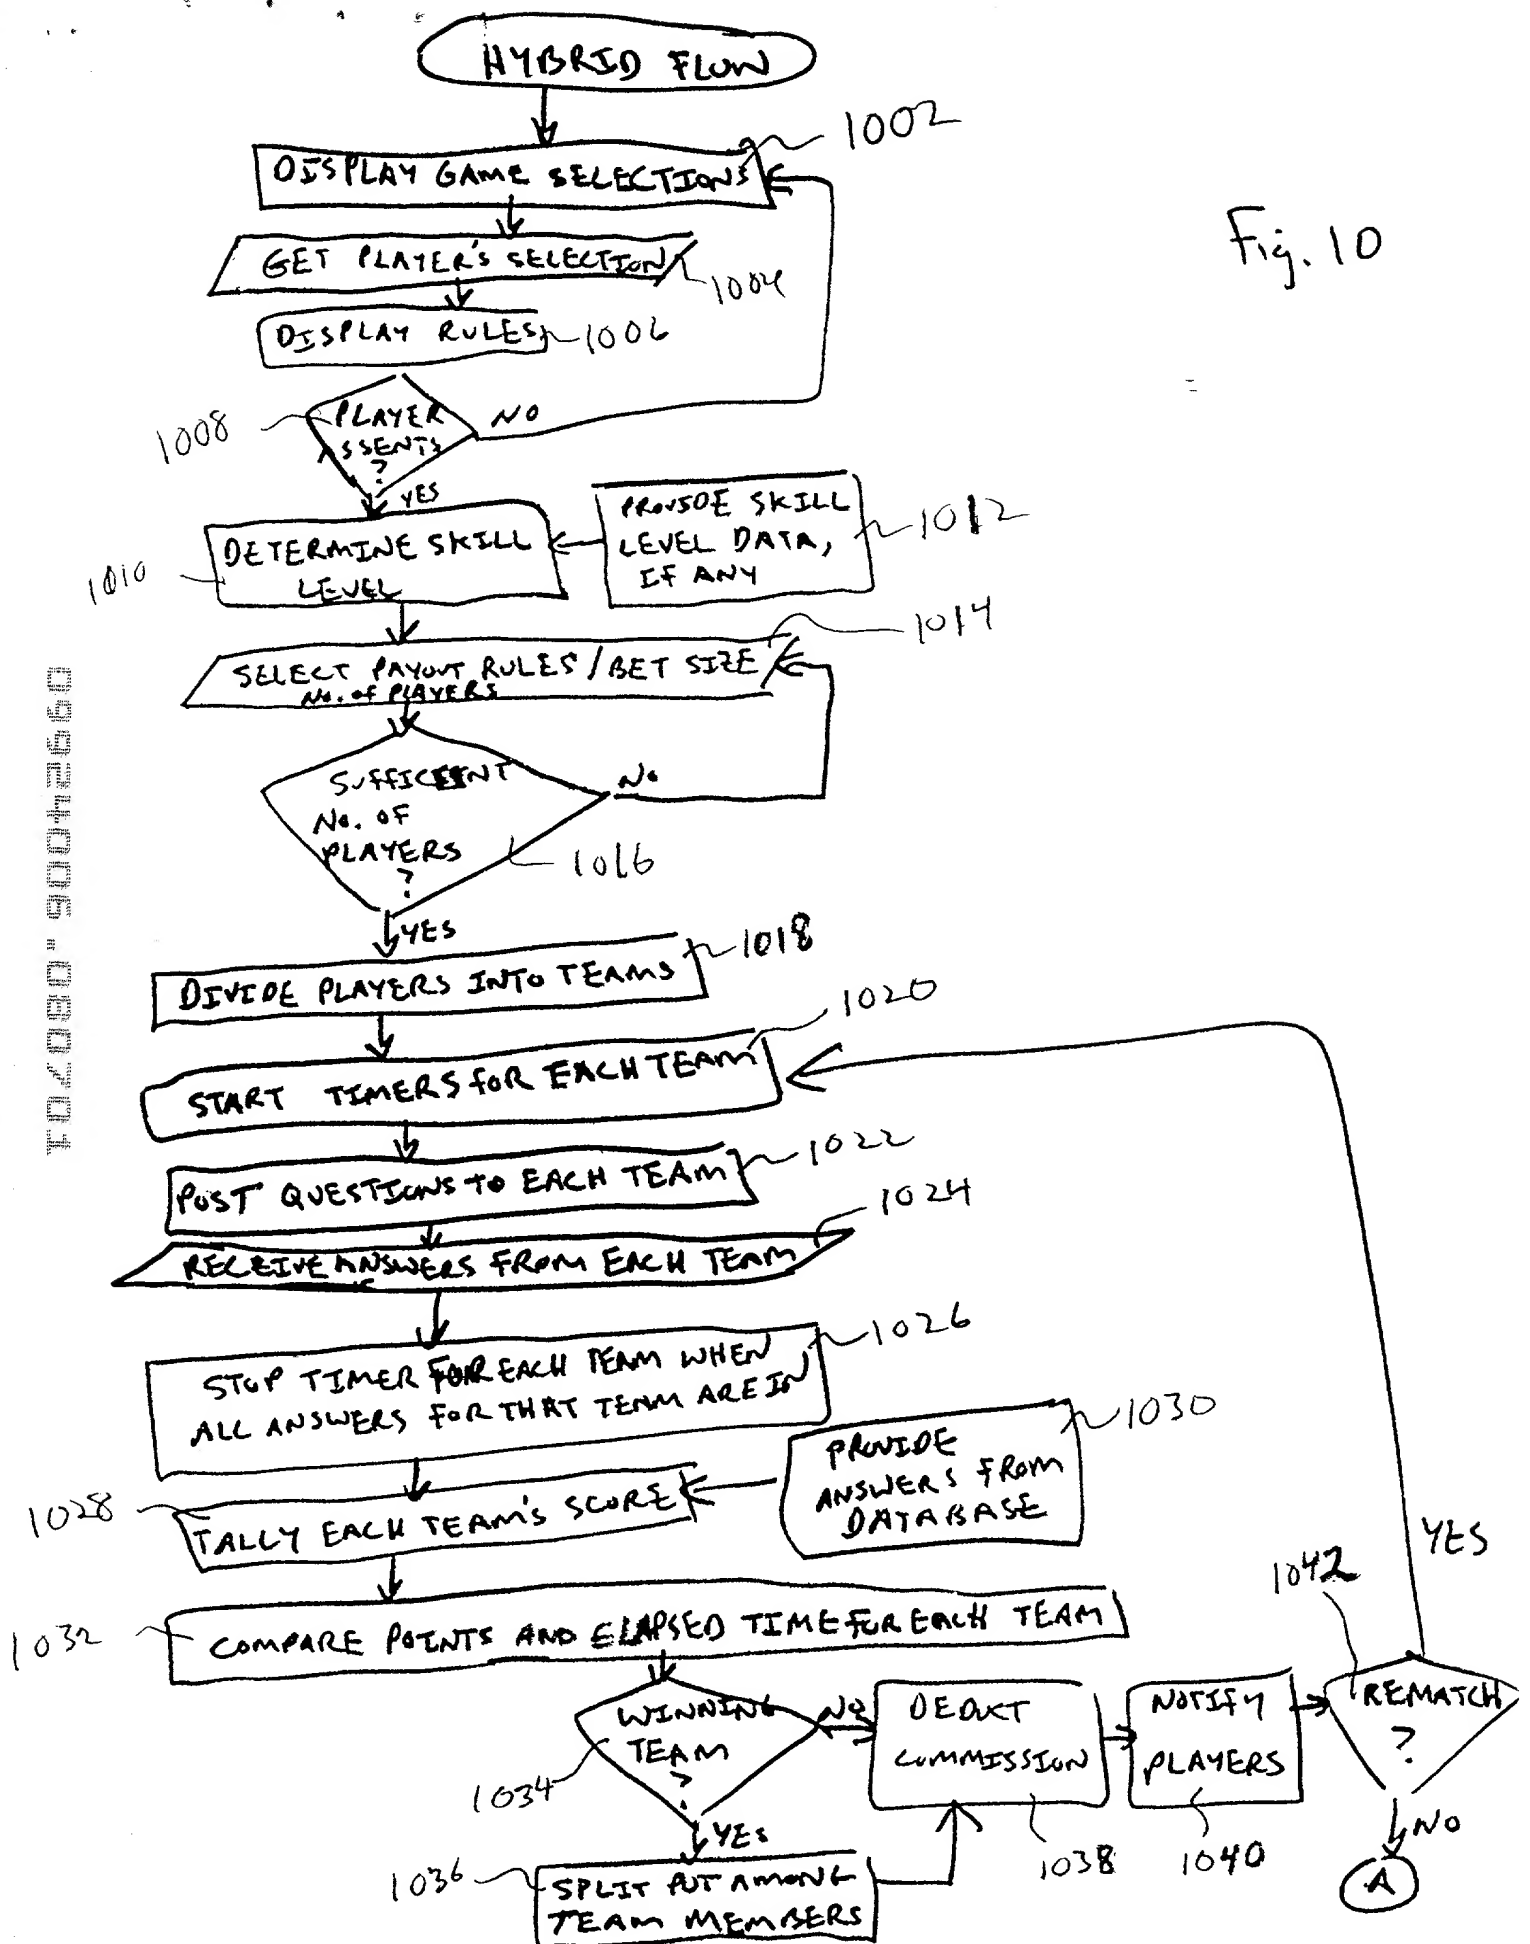 HYBRID FLOW
1002
DISPLAY GAME SELECTIONS
Fig. 10
GET PLAYER'S SELECTION
1004
DISPLAY RULES
1006
1008
PLAYER
ASSENTS
?
NO
YES
DETERMINE SKILL
LEVEL
1010
PROVIDE SKILL
LEVEL DATA,
IF ANY
1012
1014
SELECT PAYOUT RULES / BET SIZE
No. of PLAYERS
SUFFICIENT
No. OF
PLAYERS
?
No
1016
YES
09924006.080701
DIVIDE PLAYERS INTO TEAMS
1018
1020
START TIMERS FOR EACH TEAM
1022
POST QUESTIONS TO EACH TEAM
1024
RECEIVE ANSWERS FROM EACH TEAM
1026
STOP TIMER FOR EACH TEAM WHEN
ALL ANSWERS FOR THAT TEAM ARE IN
1030
PROVIDE
ANSWERS FROM
DATABASE
1028
TALLY EACH TEAM'S SCORE
1032
COMPARE POINTS AND ELAPSED TIME FOR EACH TEAM
1042
YES
WINNING
TEAM
?
1034
NO
DEDUCT
COMMISSION
1038
NOTIFY
PLAYERS
1040
REMATCH
?
NO
A
YES
1036
SPLIT POT AMONG
TEAM MEMBERS